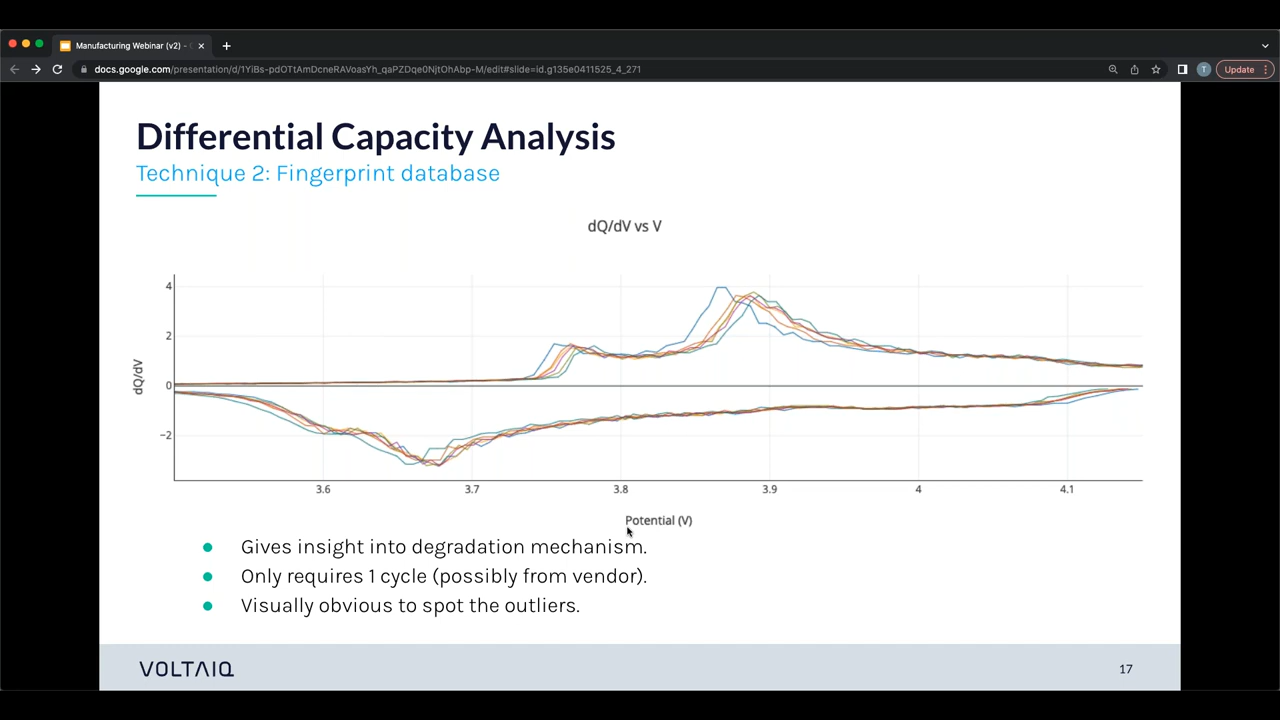 Manufacturing Webinar (v2) -
docs.google.com/presentation/d/1YiBs-pdOTtAmDcneRAVoasYh_qaPZDqe0NjtOhAbp-M/edit#slide=id.g135e0411525_4_271
T
Update
Differential Capacity Analysis
Technique 2: Fingerprint database
dQ/dV vs V
dQ/dV
4
2
0
−2
3.6 3.7 3.8 3.9 4 4.1
Potential (V)
● Gives insight into degradation mechanism.
● Only requires 1 cycle (possibly from vendor).
● Visually obvious to spot the outliers.
VOLTAIQ
17